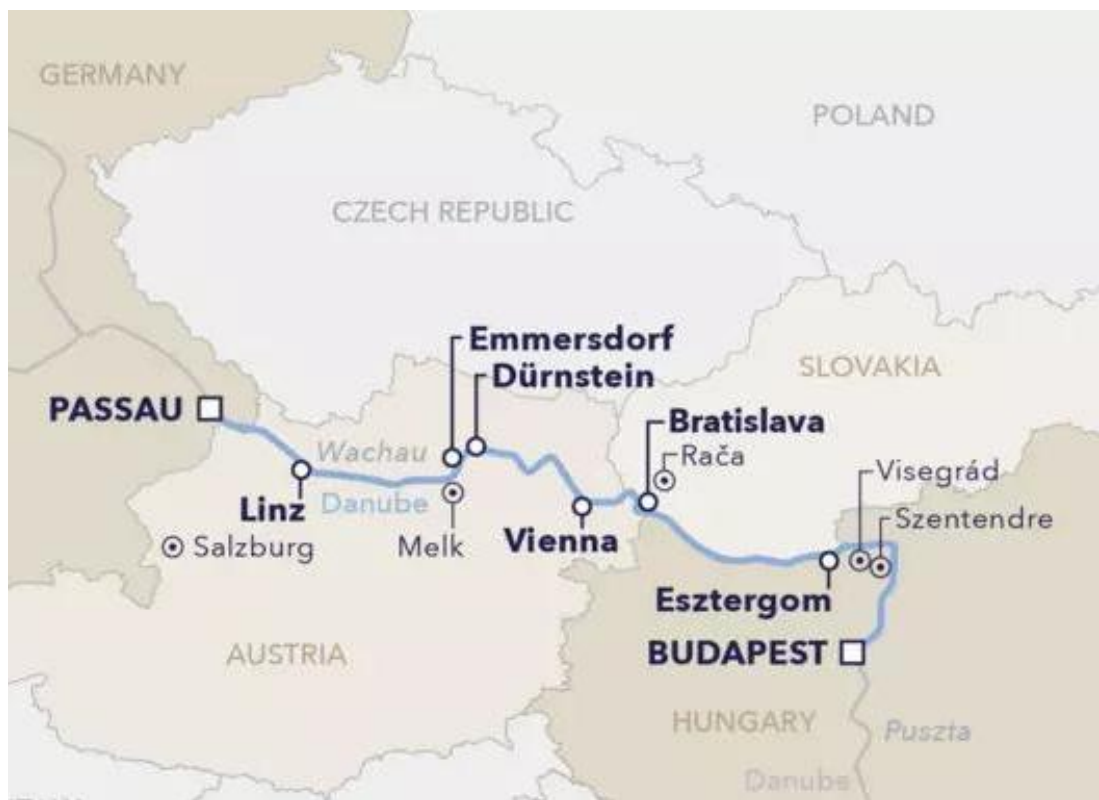 GERMANY
POLAND
CZECH REPUBLIC
Emmersdorf
Dürnstein
SLOVAKIA
PASSAU
Bratislava
Wachau
Rača
Visegrád
Linz
Danube
Szentendre
Salzburg
Melk
Vienna
Esztergom
AUSTRIA
BUDAPEST
HUNGARY
Puszta
Danube